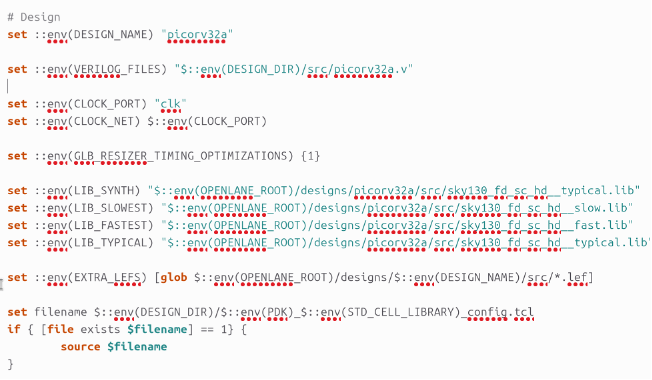 # Design
set ::env(DESIGN_NAME) "picorv32a"
set ::env(VERILOG_FILES) "$::env(DESIGN_DIR)/src/picorv32a.v"
set ::env(CLOCK_PORT) "clk"
set ::env(CLOCK_NET) $::env(CLOCK_PORT)
set ::env(GLB_RESIZER_TIMING_OPTIMIZATIONS) {1}
set ::env(LIB_SYNTH) "$::env(OPENLANE_ROOT)/designs/picorv32a/src/sky130_fd_sc_hd__typical.lib"
set ::env(LIB_SLOWEST) "$::env(OPENLANE_ROOT)/designs/picorv32a/src/sky130_fd_sc_hd__slow.lib"
set ::env(LIB_FASTEST) "$::env(OPENLANE_ROOT)/designs/picorv32a/src/sky130_fd_sc_hd__fast.lib"
set ::env(LIB_TYPICAL) "$::env(OPENLANE_ROOT)/designs/picorv32a/src/sky130_fd_sc_hd__typical.lib"
set ::env(EXTRA_LEFS) [glob $::env(OPENLANE_ROOT)/designs/$::env(DESIGN_NAME)/src/*.lef]
set filename $::env(DESIGN_DIR)/$::env(PDK)_$::env(STD_CELL_LIBRARY)_config.tcl
if { [file exists $filename] == 1} {
source $filename
}